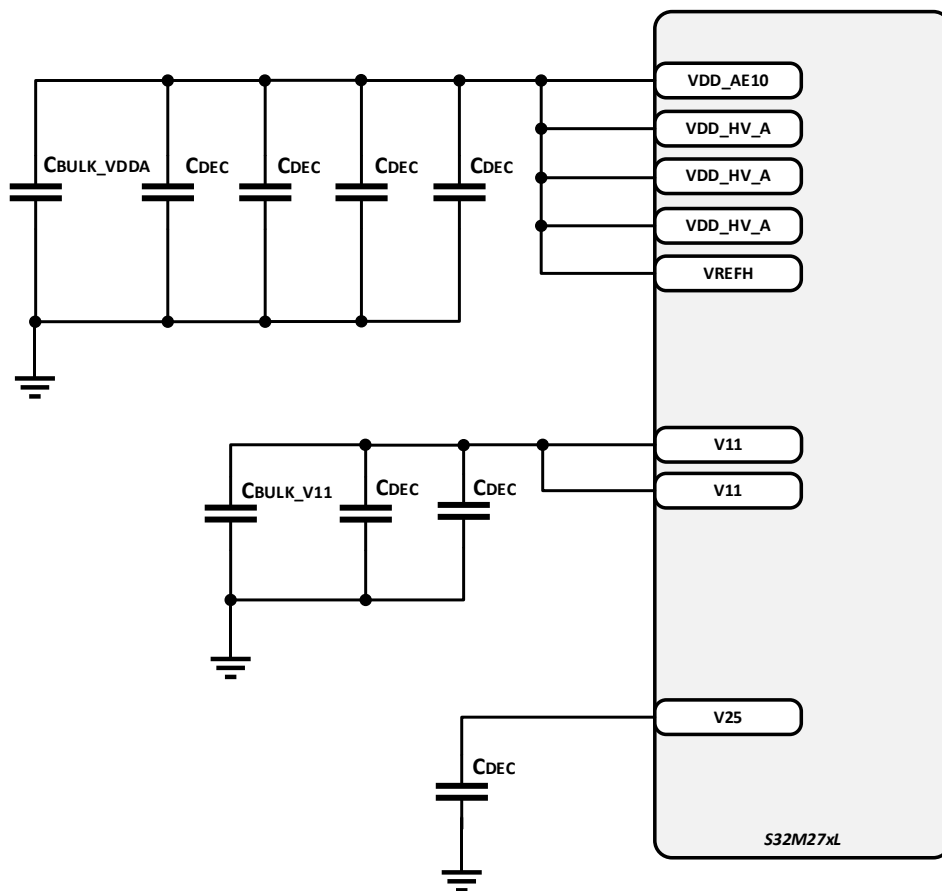 VDD_AE10
VDD_HV_A
CBULK_VDDA CDEC CDEC CDEC CDEC
VDD_HV_A
VDD_HV_A
VREFH
V11
CBULK_V11 CDEC CDEC
V11
V25
CDEC
S32M27xL